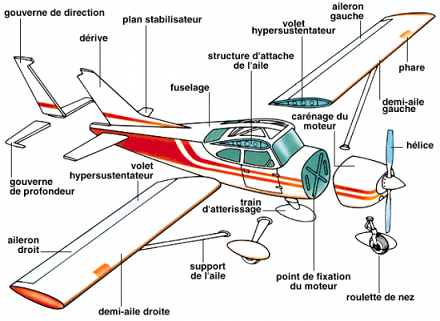 gouverne de direction
plan stabilisateur
dérive
aileron
gauche
volet
hypersustentateur
structure d'attache
de l'aile
phare
fuselage
demi-aile
gauche
carénage du
moteur
hélice
gouverne
de profondeur
volet
hypersustentateur
train
d'atterissage
aileron
droit
support
de l'aile
point de fixation
du moteur
roulette de nez
demi-aile droite